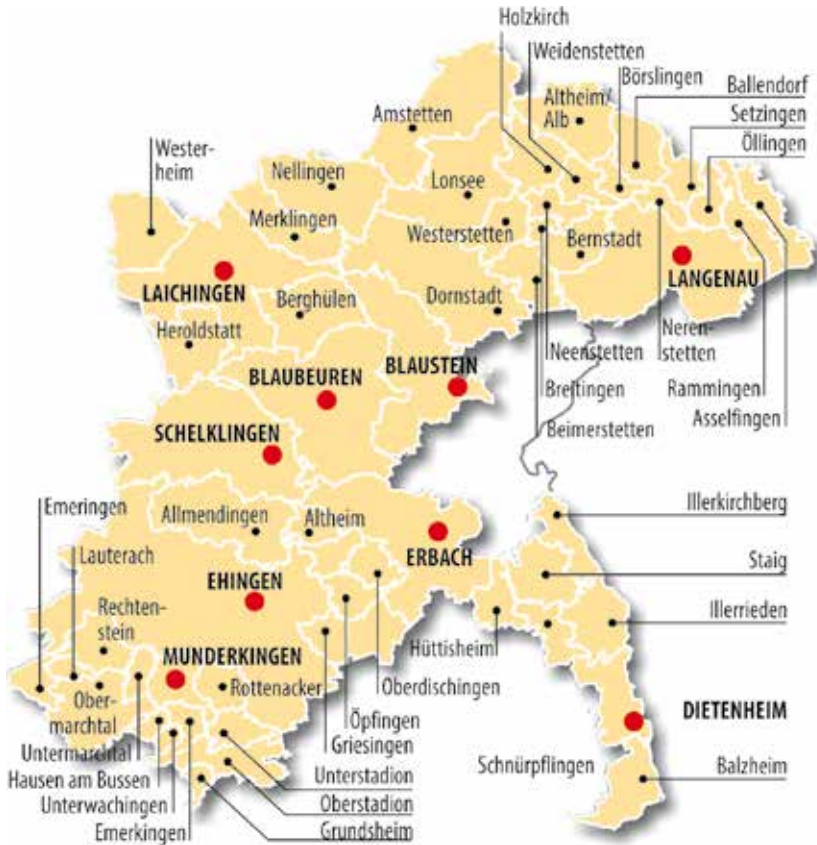 Holzkirch
Weidenstetten
Börslingen
Ballendorf
Altheim/
Alb
Setzingen
Öllingen
Amstetten
Wester-
heim
Nellingen
Lonsee
Merklingen
Westerstetten
Bernstadt
LAICHINGEN
LANGENAU
Berghülen
Dornstadt
Heroldstatt
Neenstetten
Neren-
stetten
BLAUBEUREN
BLAUSTEIN
Breitingen
Rammingen
Asselfingen
Beimerstetten
SCHELKLINGEN
Emeringen
Allmendingen
Altheim
Illerkirchberg
Lauterach
ERBACH
Staig
EHINGEN
Rechten-
stein
Illerrieden
Hüttisheim
MUNDERKINGEN
Oberdischingen
Rottenacker
Ober-
marchtal
Öpfingen
DIETENHEIM
Untermarchtal
Griesingen
Hausen am Bussen
Unterstadion
Schnürpflingen
Balzheim
Unterwachingen
Oberstadion
Emerkingen
Grundsheim